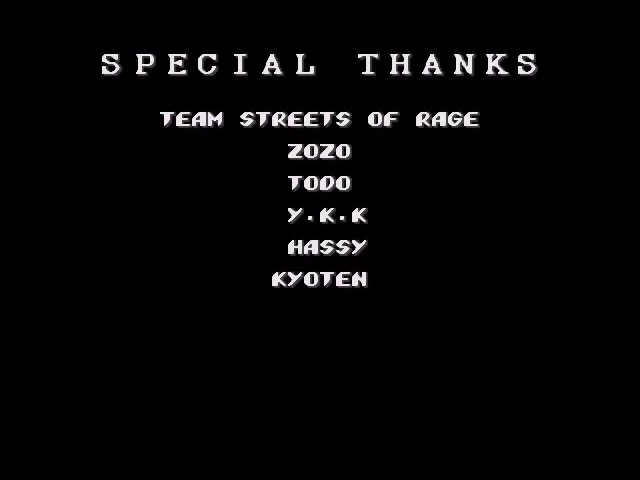 SPECIAL THANKS
TEAM STREETS OF RAGE
ZOZO
TODO
Y.K.K
HASSY
KYOTEN